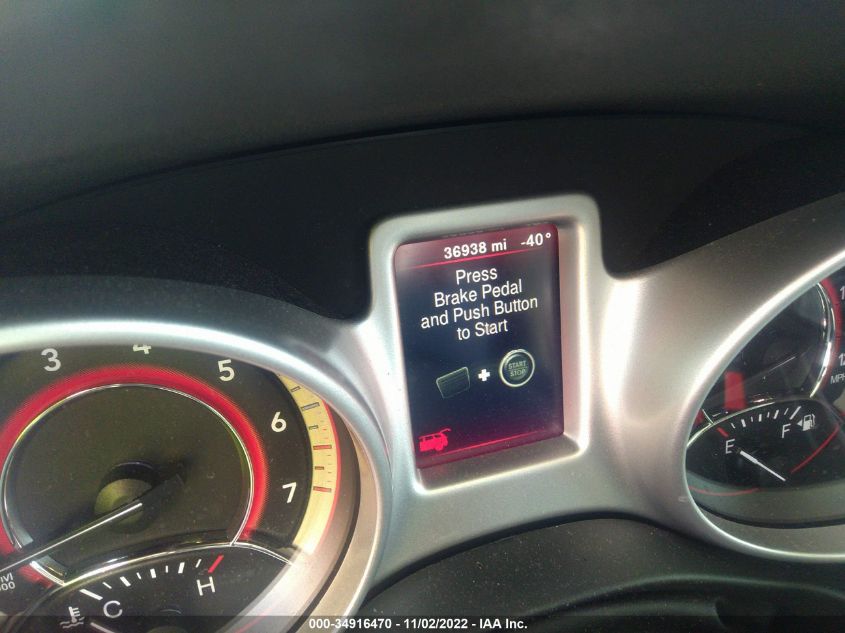 36938 mi -40°
Press
Brake Pedal
and Push Button
to Start
START
STOP
3
4
5
6
7
C
H
E
F
000-34916470 - 11/02/2022 - IAA Inc.